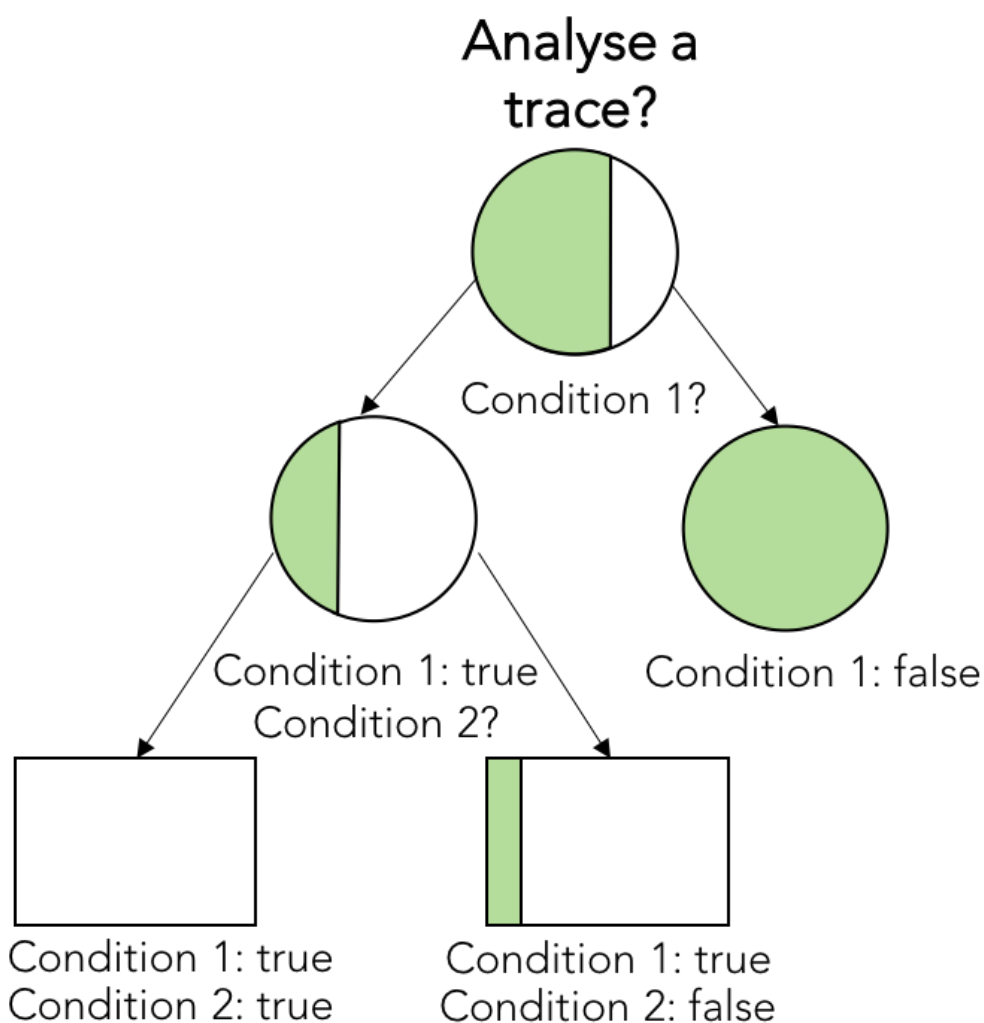 Analyse a
trace?
Condition 1?
Condition 1: true
Condition 2?
Condition 1: false
Condition 1: true
Condition 2: true
Condition 1: true
Condition 2: false